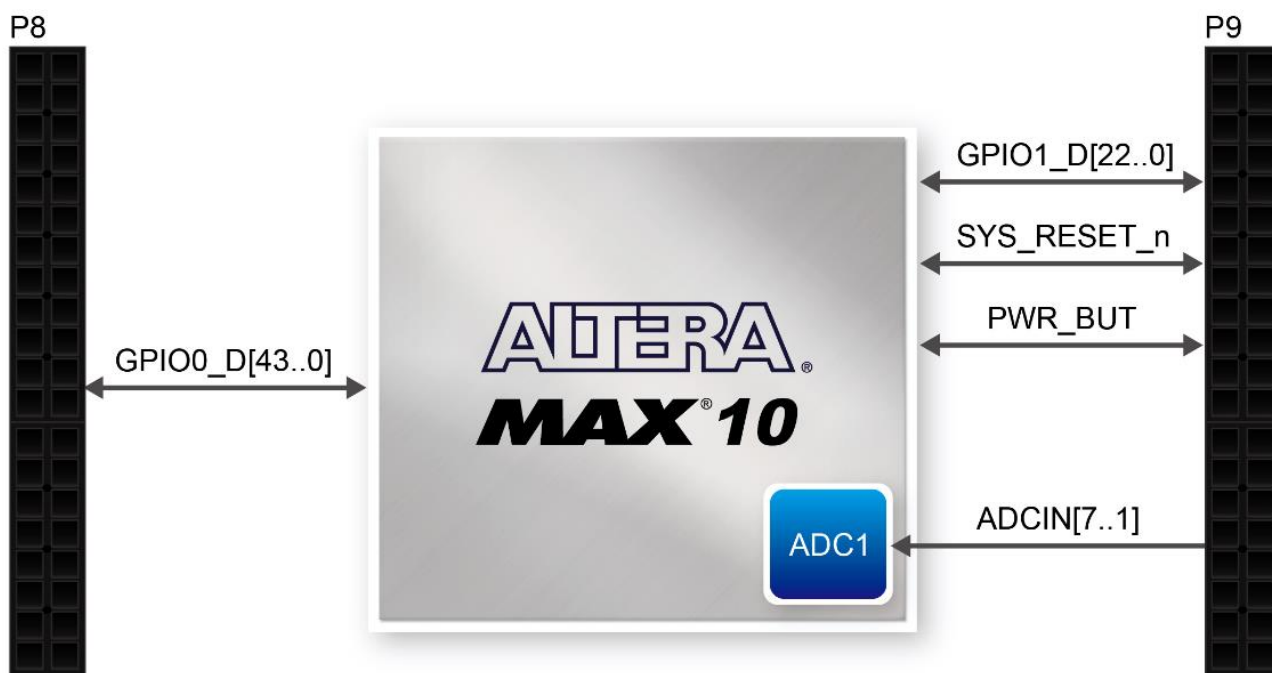 P8
P9
GPIO1_D[22..0]
SYS_RESET_n
PWR_BUT
GPIO0_D[43..0]
ALTERA®
MAX® 10
ADCIN[7..1]
ADC1